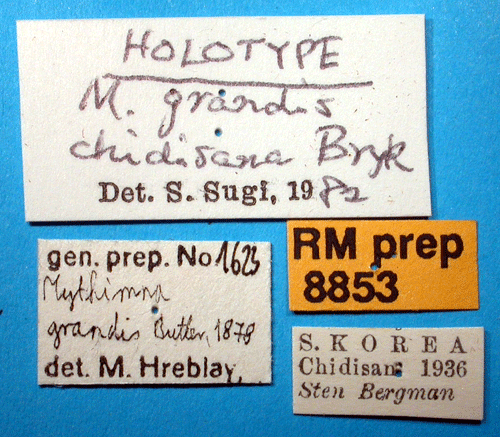 HOLOTYPE
M. grandis
chidisana Bryk
Det. S. Sugi, 1982
gen. prep. No 1623
Mythimna
grandis Butler, 1878
det. M. Hreblay
RM prep
8853
S. KOREA
Chidisan: 1936
Sten Bergman